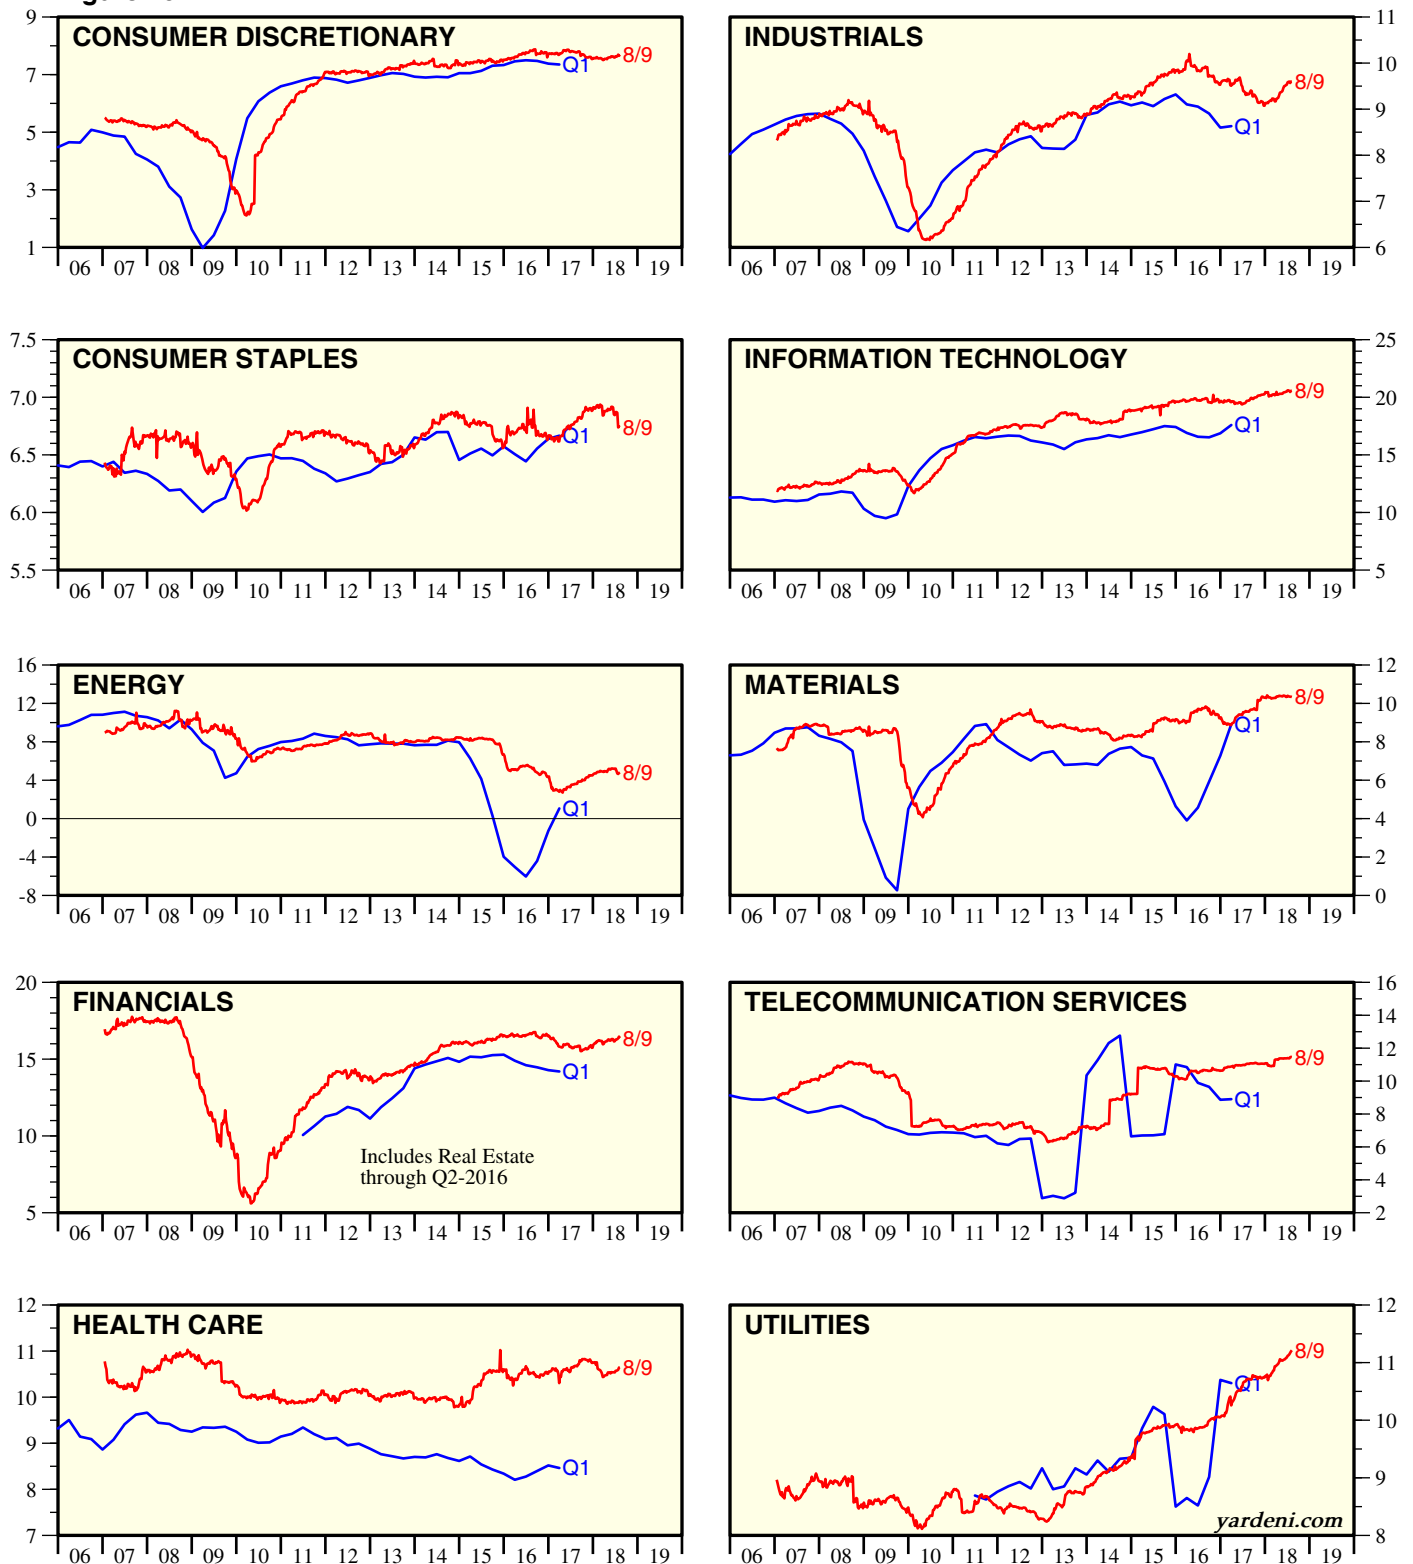 CONSUMER DISCRETIONARY
9
7
5
3
1
8/9
Q1
06 07 08 09 10 11 12 13 14 15 16 17 18 19
INDUSTRIALS
11
10
9
8
7
6
8/9
Q1
06 07 08 09 10 11 12 13 14 15 16 17 18 19
CONSUMER STAPLES
7.5
7.0
6.5
6.0
5.5
8/9
Q1
06 07 08 09 10 11 12 13 14 15 16 17 18 19
INFORMATION TECHNOLOGY
25
20
15
10
5
8/9
Q1
06 07 08 09 10 11 12 13 14 15 16 17 18 19
ENERGY
16
12
8
4
0
-4
-8
8/9
Q1
06 07 08 09 10 11 12 13 14 15 16 17 18 19
MATERIALS
12
10
8
6
4
2
0
8/9
Q1
06 07 08 09 10 11 12 13 14 15 16 17 18 19
FINANCIALS
20
15
10
5
8/9
Q1
Includes Real Estate
through Q2-2016
06 07 08 09 10 11 12 13 14 15 16 17 18 19
TELECOMMUNICATION SERVICES
16
14
12
10
8
6
4
2
8/9
Q1
06 07 08 09 10 11 12 13 14 15 16 17 18 19
HEALTH CARE
12
11
10
9
8
7
8/9
Q1
06 07 08 09 10 11 12 13 14 15 16 17 18 19
UTILITIES
12
11
10
9
8
8/9
Q1
yardeni.com
06 07 08 09 10 11 12 13 14 15 16 17 18 19